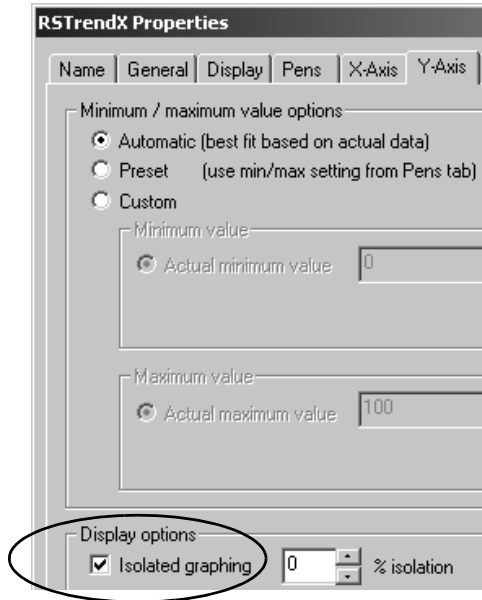 RSTrendX Properties
Name General Display Pens X-Axis Y-Axis
Minimum / maximum value options
Automatic (best fit based on actual data)
Preset (use min/max setting from Pens tab)
Custom
Minimum value
Actual minimum value 0
Maximum value
Actual maximum value 100
Display options
Isolated graphing 0 % isolation